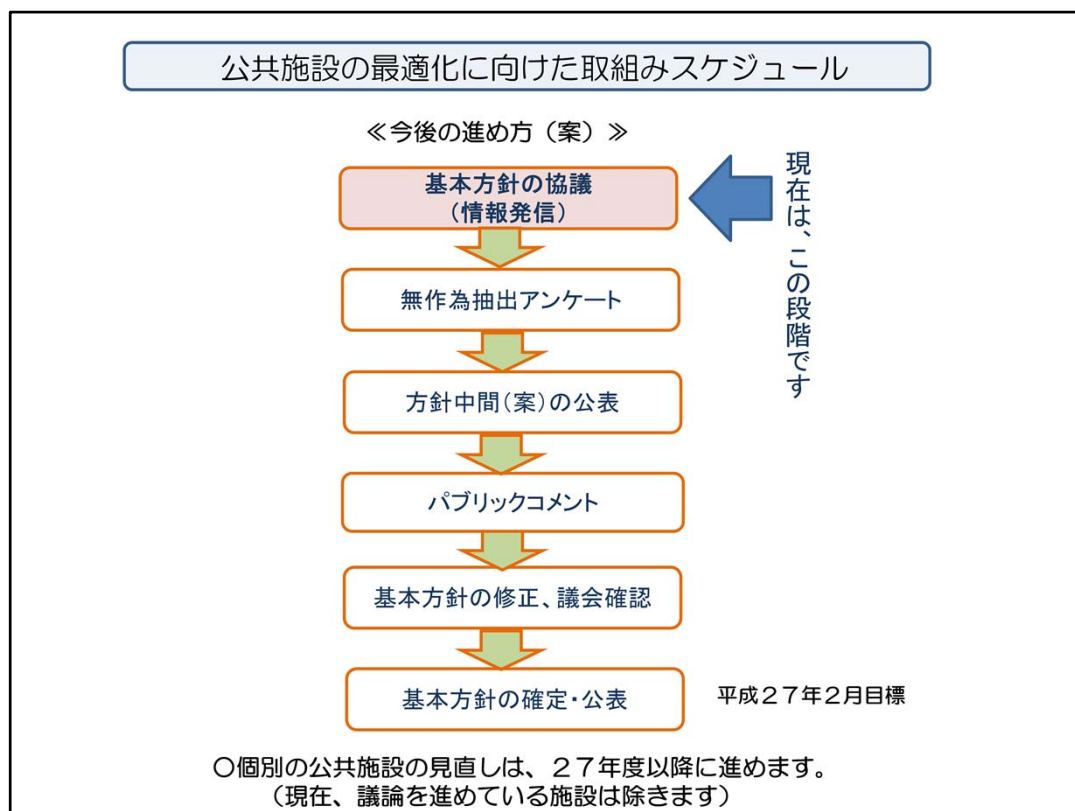 公共施設の最適化に向けた取組みスケジュール
≪今後の進め方（案）≫
基本方針の協議
（情報発信）
現在は、この段階です
無作為抽出アンケート
方針中間（案）の公表
パブリックコメント
基本方針の修正、議会確認
基本方針の確定・公表
平成２７年２月目標
○個別の公共施設の見直しは、２７年度以降に進めます。
（現在、議論を進めている施設は除きます）